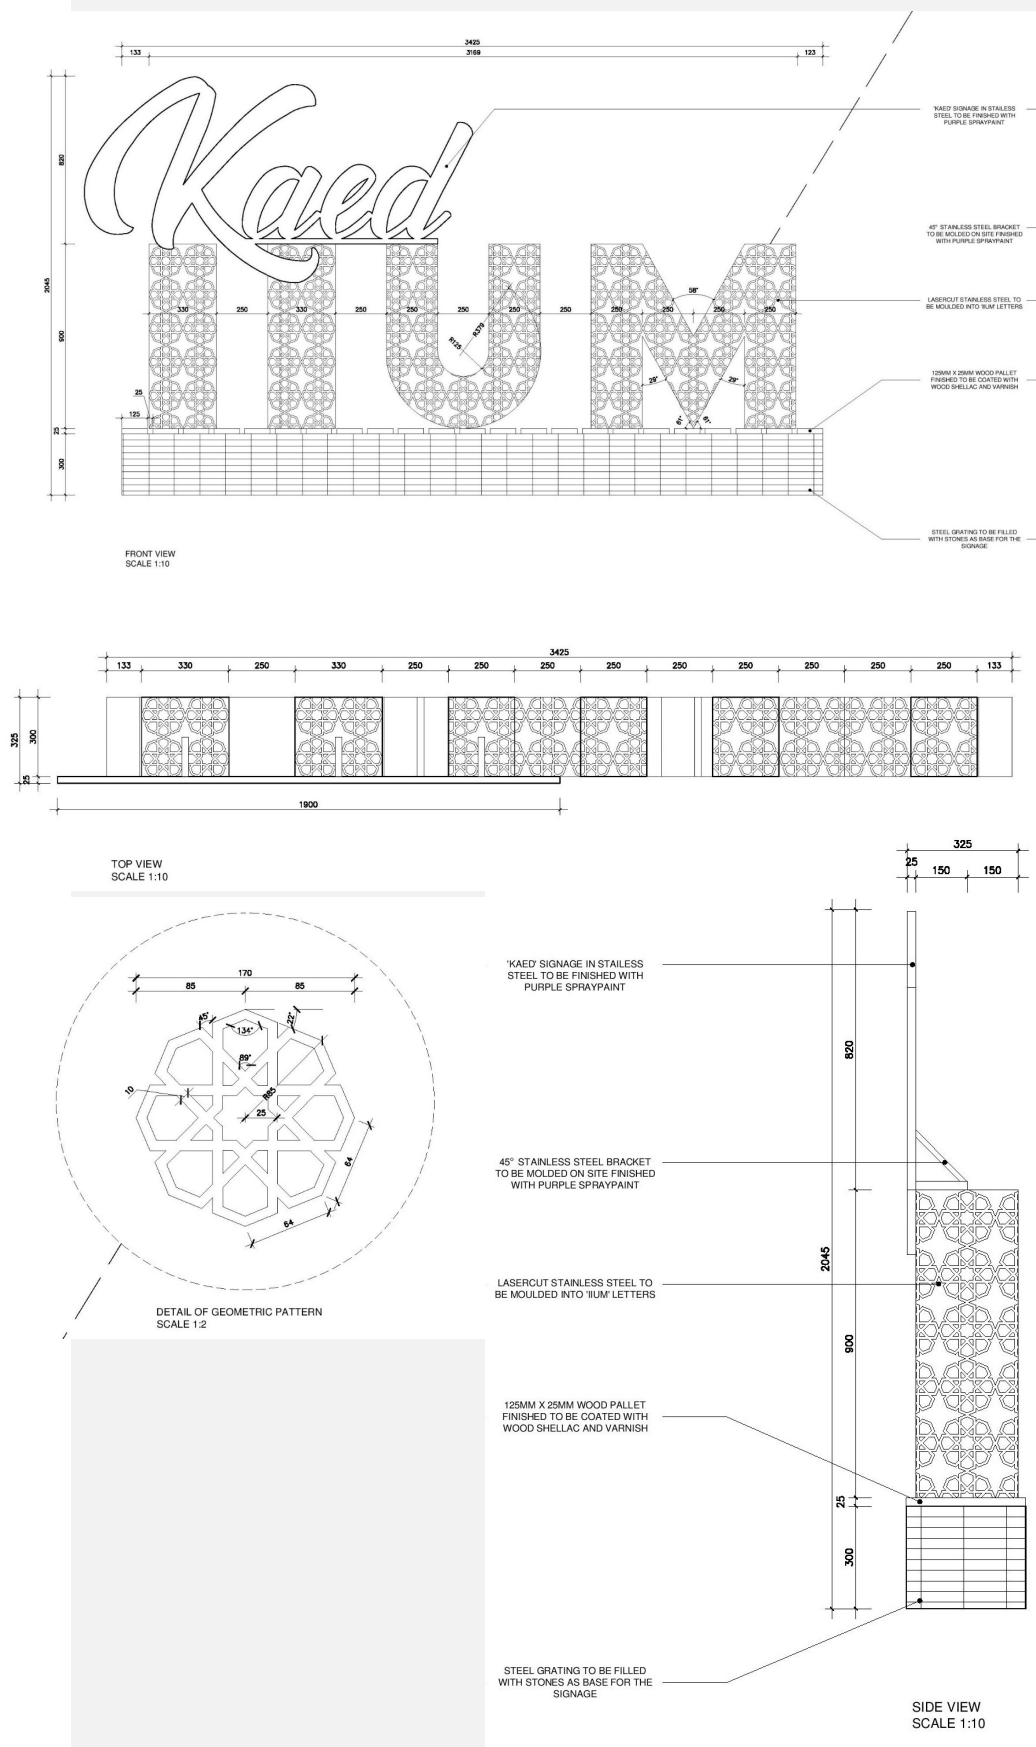 3425
133
3169
123
Kaed
820
2045
900
25
300
'KAED' SIGNAGE IN STAILESS
STEEL TO BE FINISHED WITH
PURPLE SPRAYPAINT
45° STAINLESS STEEL BRACKET
TO BE MOLDED ON SITE FINISHED
WITH PURPLE SPRAYPAINT
LASERCUT STAINLESS STEEL TO
BE MOULDED INTO 'IIUM' LETTERS
125MM X 25MM WOOD PALLET
FINISHED TO BE COATED WITH
WOOD SHELLAC AND VARNISH
STEEL GRATING TO BE FILLED
WITH STONES AS BASE FOR THE
SIGNAGE
IIUM
58°
330 250 330 250 250 250 250 250 250 250 250 250
R379
R125
29° 29°
61° 61°
25
125
FRONT VIEW
SCALE 1:10
3425
133 330 250 330 250 250 250 250 250 250 250 250 133
325
300
25
1900
TOP VIEW
SCALE 1:10
170
85 85
45°
134°
22°
89°
10
R85
25
64
64
DETAIL OF GEOMETRIC PATTERN
SCALE 1:2
325
25
150 150
820
2045
900
25
300
'KAED' SIGNAGE IN STAILESS
STEEL TO BE FINISHED WITH
PURPLE SPRAYPAINT
45° STAINLESS STEEL BRACKET
TO BE MOLDED ON SITE FINISHED
WITH PURPLE SPRAYPAINT
LASERCUT STAINLESS STEEL TO
BE MOULDED INTO 'IIUM' LETTERS
125MM X 25MM WOOD PALLET
FINISHED TO BE COATED WITH
WOOD SHELLAC AND VARNISH
STEEL GRATING TO BE FILLED
WITH STONES AS BASE FOR THE
SIGNAGE
SIDE VIEW
SCALE 1:10